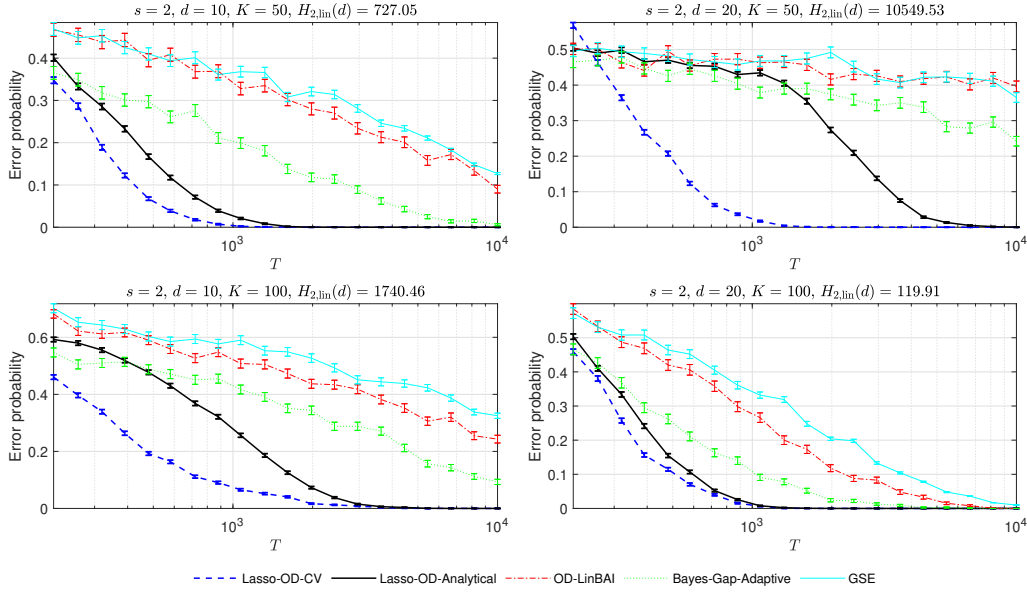 s = 2, d = 10, K = 50, H₂,lin(d) = 727.05
s = 2, d = 20, K = 50, H₂,lin(d) = 10549.53
Error probability
0.4
0.3
0.2
0.1
0
10³
10⁴
T
Error probability
0.5
0.4
0.3
0.2
0.1
0
10³
10⁴
T
s = 2, d = 10, K = 100, H₂,lin(d) = 1740.46
s = 2, d = 20, K = 100, H₂,lin(d) = 119.91
Error probability
0.6
0.4
0.2
0
10³
10⁴
T
Error probability
0.5
0.4
0.3
0.2
0.1
0
10³
10⁴
T
Lasso-OD-CV Lasso-OD-Analytical OD-LinBAI Bayes-Gap-Adaptive GSE